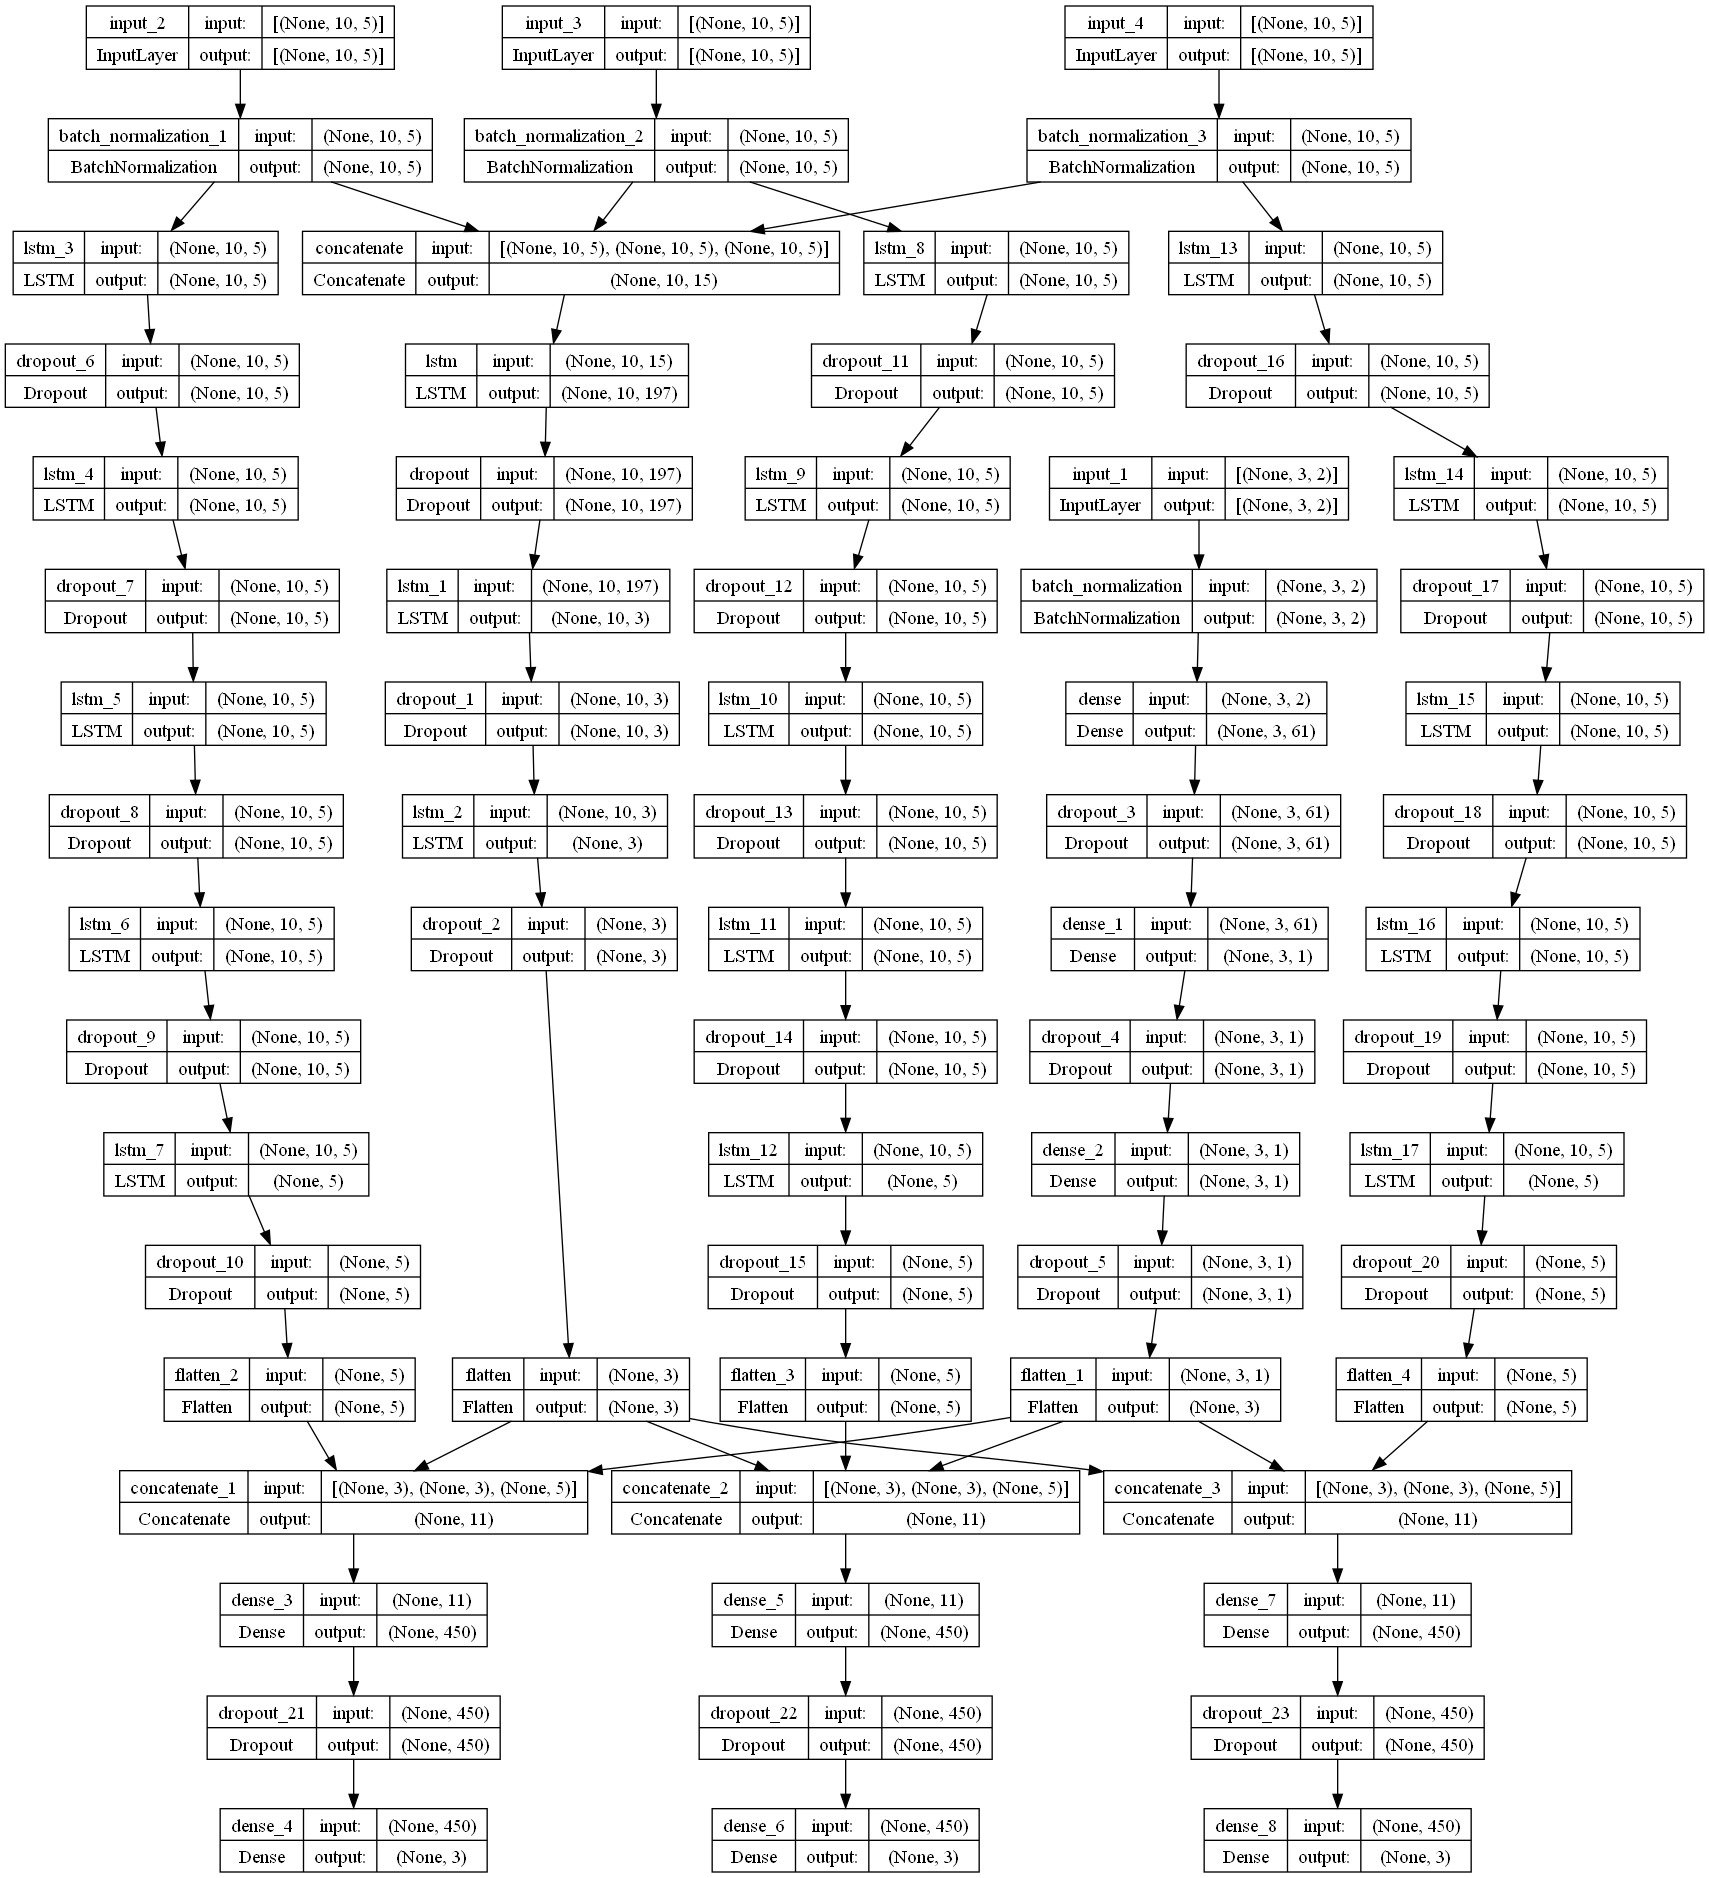 input_2 input: [(None, 10, 5)]
InputLayer output: [(None, 10, 5)]
input_3 input: [(None, 10, 5)]
InputLayer output: [(None, 10, 5)]
input_4 input: [(None, 10, 5)]
InputLayer output: [(None, 10, 5)]
batch_normalization_1 input: (None, 10, 5)
BatchNormalization output: (None, 10, 5)
batch_normalization_2 input: (None, 10, 5)
BatchNormalization output: (None, 10, 5)
batch_normalization_3 input: (None, 10, 5)
BatchNormalization output: (None, 10, 5)
lstm_3 input: (None, 10, 5)
LSTM output: (None, 10, 5)
concatenate input: [(None, 10, 5), (None, 10, 5), (None, 10, 5)]
Concatenate output: (None, 10, 15)
lstm_8 input: (None, 10, 5)
LSTM output: (None, 10, 5)
lstm_13 input: (None, 10, 5)
LSTM output: (None, 10, 5)
dropout_6 input: (None, 10, 5)
Dropout output: (None, 10, 5)
lstm input: (None, 10, 15)
LSTM output: (None, 10, 197)
dropout_11 input: (None, 10, 5)
Dropout output: (None, 10, 5)
dropout_16 input: (None, 10, 5)
Dropout output: (None, 10, 5)
lstm_4 input: (None, 10, 5)
LSTM output: (None, 10, 5)
dropout input: (None, 10, 197)
Dropout output: (None, 10, 197)
lstm_9 input: (None, 10, 5)
LSTM output: (None, 10, 5)
input_1 input: [(None, 3, 2)]
InputLayer output: [(None, 3, 2)]
lstm_14 input: (None, 10, 5)
LSTM output: (None, 10, 5)
dropout_7 input: (None, 10, 5)
Dropout output: (None, 10, 5)
lstm_1 input: (None, 10, 197)
LSTM output: (None, 10, 3)
dropout_12 input: (None, 10, 5)
Dropout output: (None, 10, 5)
batch_normalization input: (None, 3, 2)
BatchNormalization output: (None, 3, 2)
dropout_17 input: (None, 10, 5)
Dropout output: (None, 10, 5)
lstm_5 input: (None, 10, 5)
LSTM output: (None, 10, 5)
dropout_1 input: (None, 10, 3)
Dropout output: (None, 10, 3)
lstm_10 input: (None, 10, 5)
LSTM output: (None, 10, 5)
dense input: (None, 3, 2)
Dense output: (None, 3, 61)
lstm_15 input: (None, 10, 5)
LSTM output: (None, 10, 5)
dropout_8 input: (None, 10, 5)
Dropout output: (None, 10, 5)
lstm_2 input: (None, 10, 3)
LSTM output: (None, 3)
dropout_13 input: (None, 10, 5)
Dropout output: (None, 10, 5)
dropout_3 input: (None, 3, 61)
Dropout output: (None, 3, 61)
dropout_18 input: (None, 10, 5)
Dropout output: (None, 10, 5)
lstm_6 input: (None, 10, 5)
LSTM output: (None, 10, 5)
dropout_2 input: (None, 3)
Dropout output: (None, 3)
lstm_11 input: (None, 10, 5)
LSTM output: (None, 10, 5)
dense_1 input: (None, 3, 61)
Dense output: (None, 3, 1)
lstm_16 input: (None, 10, 5)
LSTM output: (None, 10, 5)
dropout_9 input: (None, 10, 5)
Dropout output: (None, 10, 5)
dropout_14 input: (None, 10, 5)
Dropout output: (None, 10, 5)
dropout_4 input: (None, 3, 1)
Dropout output: (None, 3, 1)
dropout_19 input: (None, 10, 5)
Dropout output: (None, 10, 5)
lstm_7 input: (None, 10, 5)
LSTM output: (None, 5)
lstm_12 input: (None, 10, 5)
LSTM output: (None, 5)
dense_2 input: (None, 3, 1)
Dense output: (None, 3, 1)
lstm_17 input: (None, 10, 5)
LSTM output: (None, 5)
dropout_10 input: (None, 5)
Dropout output: (None, 5)
dropout_15 input: (None, 5)
Dropout output: (None, 5)
dropout_5 input: (None, 3, 1)
Dropout output: (None, 3, 1)
dropout_20 input: (None, 5)
Dropout output: (None, 5)
flatten_2 input: (None, 5)
Flatten output: (None, 5)
flatten input: (None, 3)
Flatten output: (None, 3)
flatten_3 input: (None, 5)
Flatten output: (None, 5)
flatten_1 input: (None, 3, 1)
Flatten output: (None, 3)
flatten_4 input: (None, 5)
Flatten output: (None, 5)
concatenate_1 input: [(None, 3), (None, 3), (None, 5)]
Concatenate output: (None, 11)
concatenate_2 input: [(None, 3), (None, 3), (None, 5)]
Concatenate output: (None, 11)
concatenate_3 input: [(None, 3), (None, 3), (None, 5)]
Concatenate output: (None, 11)
dense_3 input: (None, 11)
Dense output: (None, 450)
dense_5 input: (None, 11)
Dense output: (None, 450)
dense_7 input: (None, 11)
Dense output: (None, 450)
dropout_21 input: (None, 450)
Dropout output: (None, 450)
dropout_22 input: (None, 450)
Dropout output: (None, 450)
dropout_23 input: (None, 450)
Dropout output: (None, 450)
dense_4 input: (None, 450)
Dense output: (None, 3)
dense_6 input: (None, 450)
Dense output: (None, 3)
dense_8 input: (None, 450)
Dense output: (None, 3)